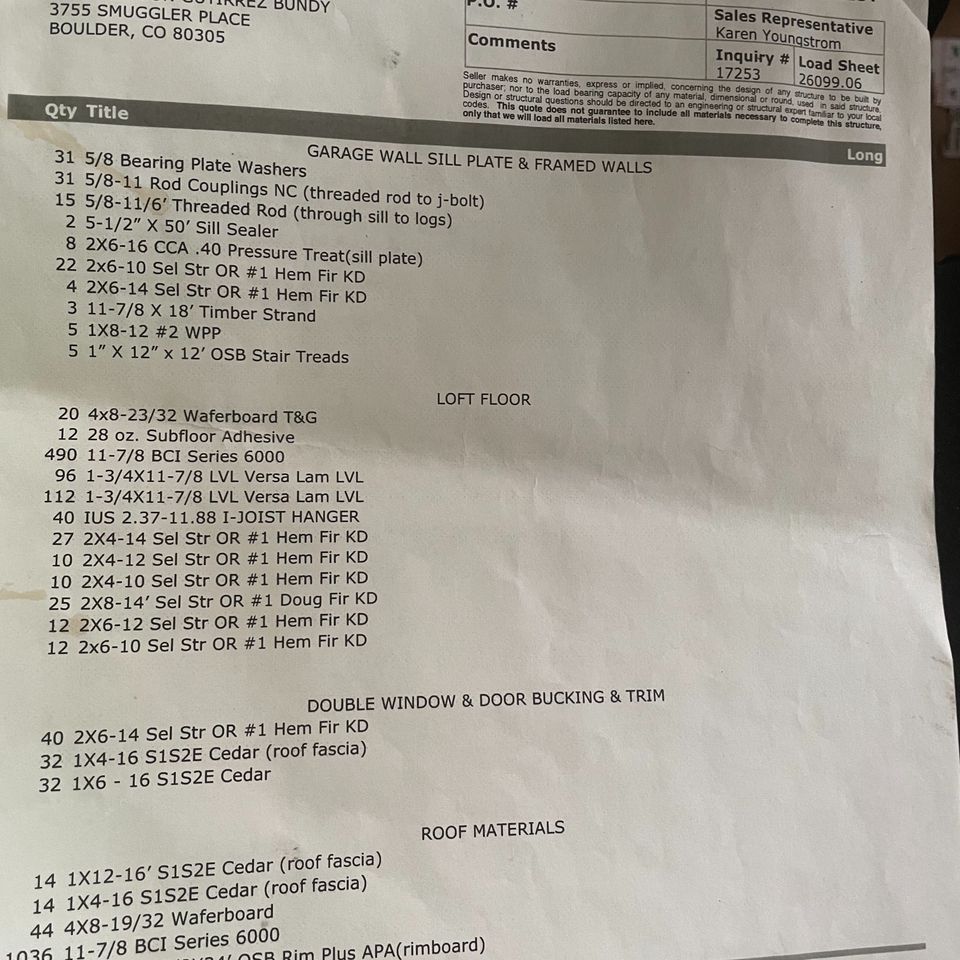 BUNDY
3755 SMUGGLER PLACE
BOULDER, CO 80305
P.O. #
Comments
Sales Representative
Karen Youngstrom
Inquiry #
17253
Load Sheet
26099.06
Seller makes no warranties, express or implied, concerning the design of any structure to be built by
purchaser; nor to the load bearing capacity of any material, dimensional or round, used in said structure.
Design or structural questions should be directed to an engineering or structural expert familiar to your local
codes. This quote does not guarantee to include all materials necessary to complete this structure,
only that we will load all materials listed here.
Qty Title Long
GARAGE WALL SILL PLATE & FRAMED WALLS
31 5/8 Bearing Plate Washers
31 5/8-11 Rod Couplings NC (threaded rod to j-bolt)
15 5/8-11/6' Threaded Rod (through sill to logs)
2 5-1/2" X 50' Sill Sealer
8 2X6-16 CCA .40 Pressure Treat(sill plate)
22 2x6-10 Sel Str OR #1 Hem Fir KD
4 2X6-14 Sel Str OR #1 Hem Fir KD
3 11-7/8 X 18' Timber Strand
5 1X8-12 #2 WPP
5 1" X 12" x 12' OSB Stair Treads
LOFT FLOOR
20 4x8-23/32 Waferboard T&G
12 28 oz. Subfloor Adhesive
490 11-7/8 BCI Series 6000
96 1-3/4X11-7/8 LVL Versa Lam LVL
112 1-3/4X11-7/8 LVL Versa Lam LVL
40 IUS 2.37-11.88 I-JOIST HANGER
27 2X4-14 Sel Str OR #1 Hem Fir KD
10 2X4-12 Sel Str OR #1 Hem Fir KD
10 2X4-10 Sel Str OR #1 Hem Fir KD
25 2X8-14' Sel Str OR #1 Doug Fir KD
12 2X6-12 Sel Str OR #1 Hem Fir KD
12 2x6-10 Sel Str OR #1 Hem Fir KD
DOUBLE WINDOW & DOOR BUCKING & TRIM
40 2X6-14 Sel Str OR #1 Hem Fir KD
32 1X4-16 S1S2E Cedar (roof fascia)
32 1X6 - 16 S1S2E Cedar
ROOF MATERIALS
14 1X12-16' S1S2E Cedar (roof fascia)
14 1X4-16 S1S2E Cedar (roof fascia)
44 4X8-19/32 Waferboard
1036 11-7/8 BCI Series 6000
OSB Rim Plus APA(rimboard)